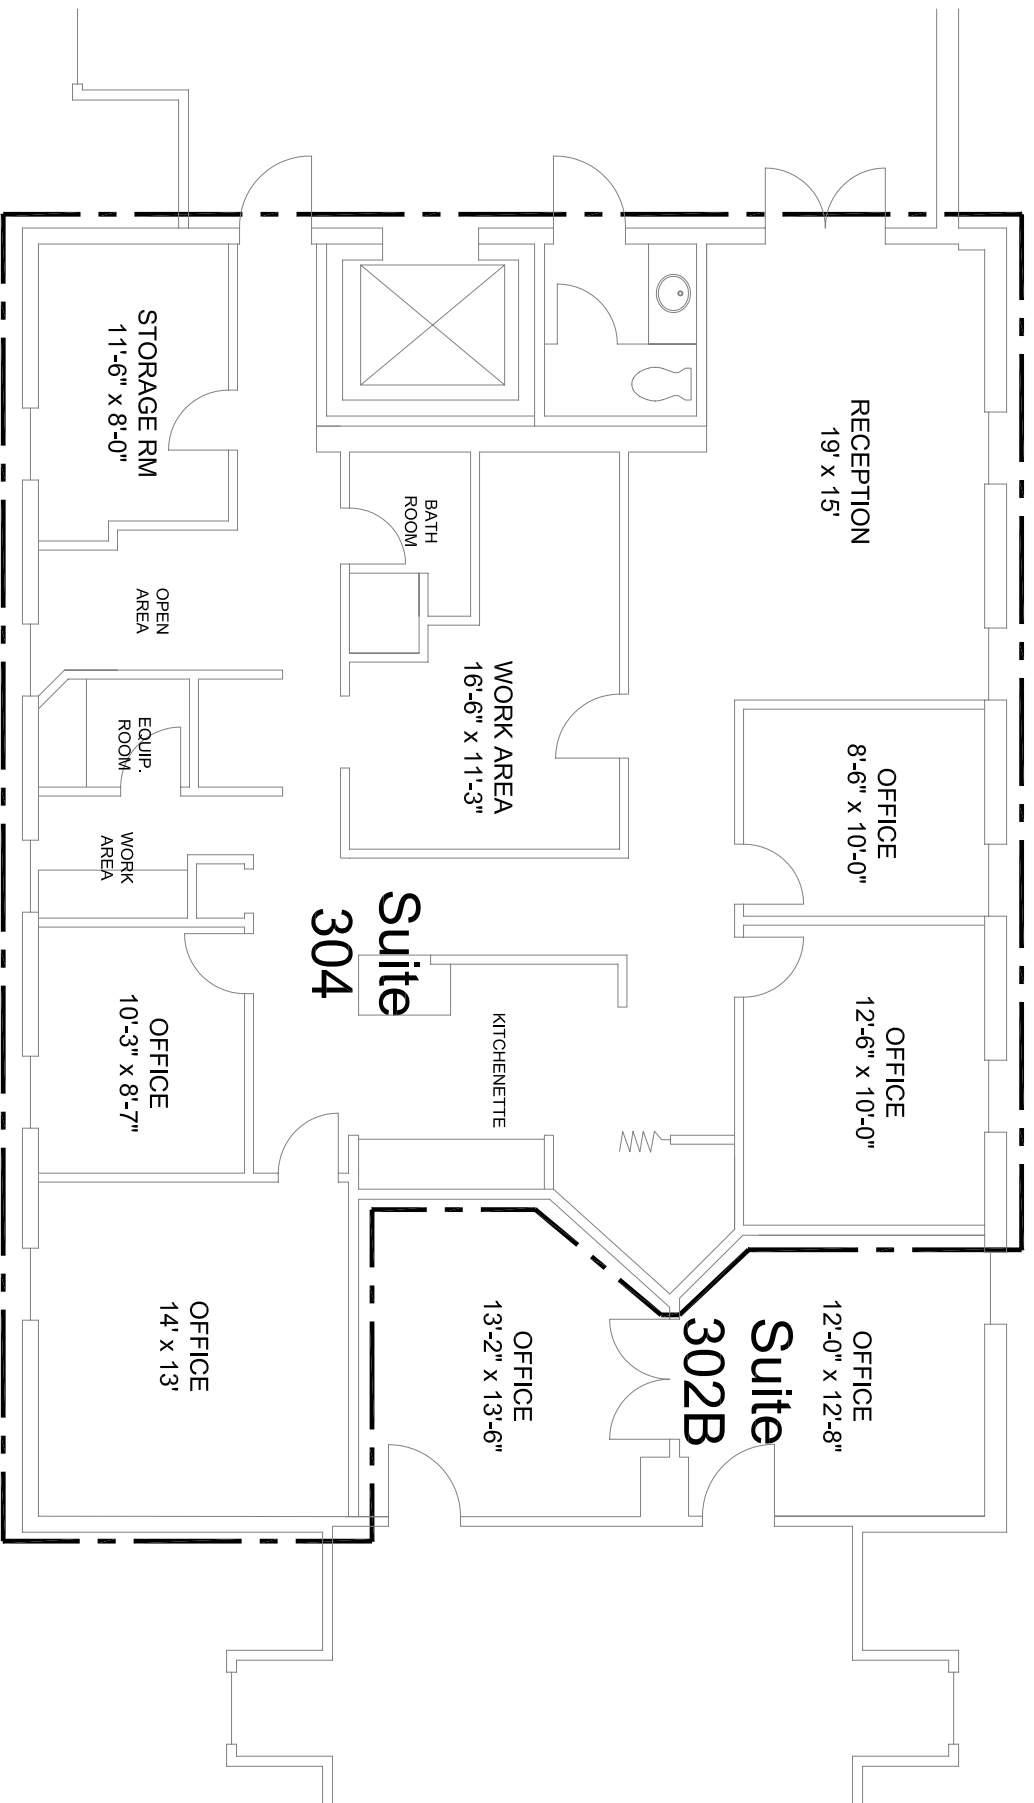 STORAGE RM
11'-6" x 8'-0"
RECEPTION
19' x 15'
BATH
ROOM
OPEN
AREA
WORK AREA
16'-6" x 11'-3"
EQUIP.
ROOM
OFFICE
8'-6" x 10'-0"
WORK
AREA
Suite
304
OFFICE
10'-3" x 8'-7"
KITCHENETTE
OFFICE
12'-6" x 10'-0"
OFFICE
14' x 13'
OFFICE
13'-2" x 13'-6"
Suite
302B
OFFICE
12'-0" x 12'-8"